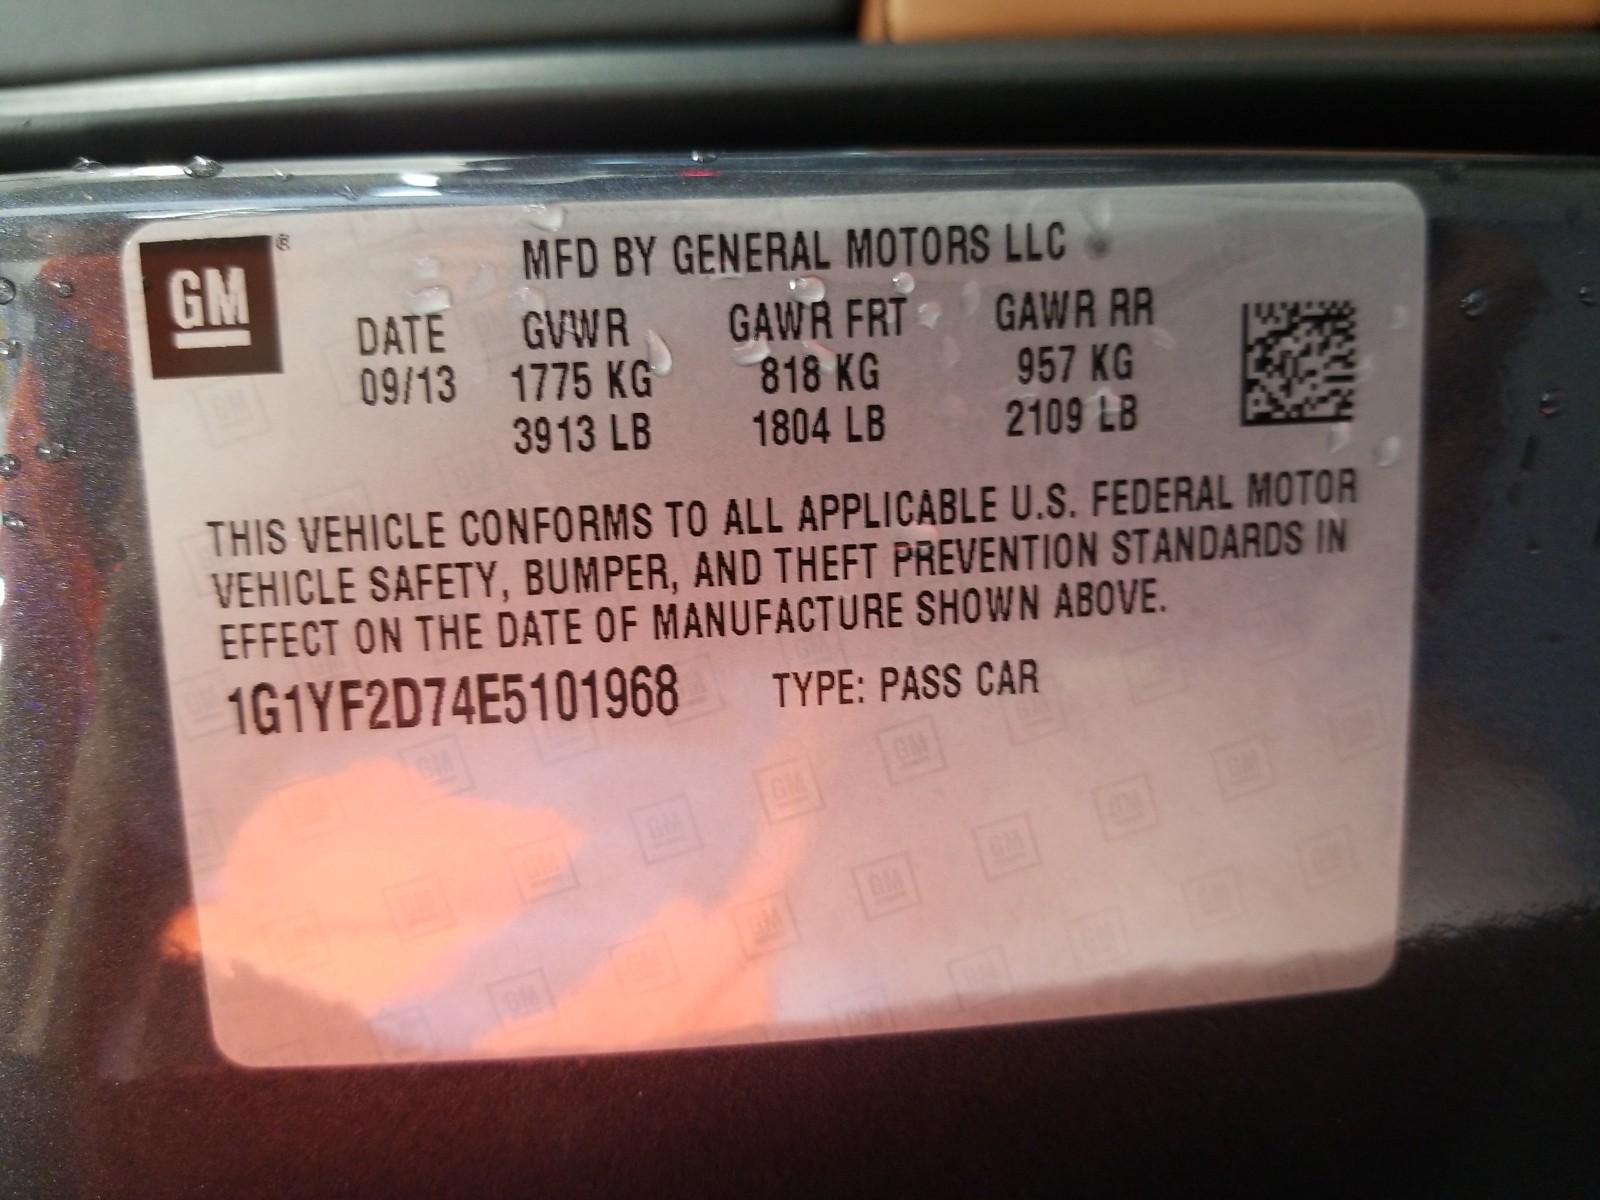 GM ®
MFD BY GENERAL MOTORS LLC
DATE GVWR GAWR FRT GAWR RR
09/13 1775 KG 818 KG 957 KG
3913 LB 1804 LB 2109 LB
THIS VEHICLE CONFORMS TO ALL APPLICABLE U.S. FEDERAL MOTOR
VEHICLE SAFETY, BUMPER, AND THEFT PREVENTION STANDARDS IN
EFFECT ON THE DATE OF MANUFACTURE SHOWN ABOVE.
1G1YF2D74E5101968 TYPE: PASS CAR